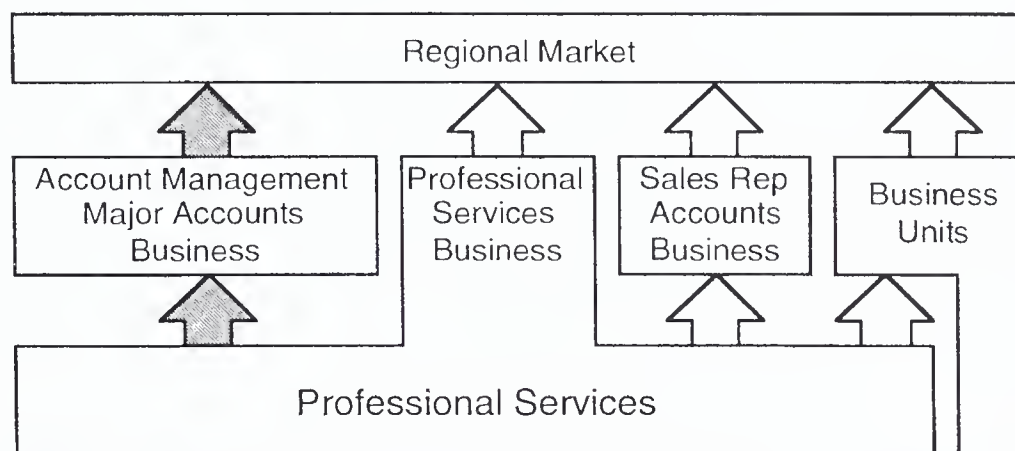 Regional Market
Account Management
Major Accounts
Business
Professional
Services
Business
Sales Rep
Accounts
Business
Business
Units
Professional Services